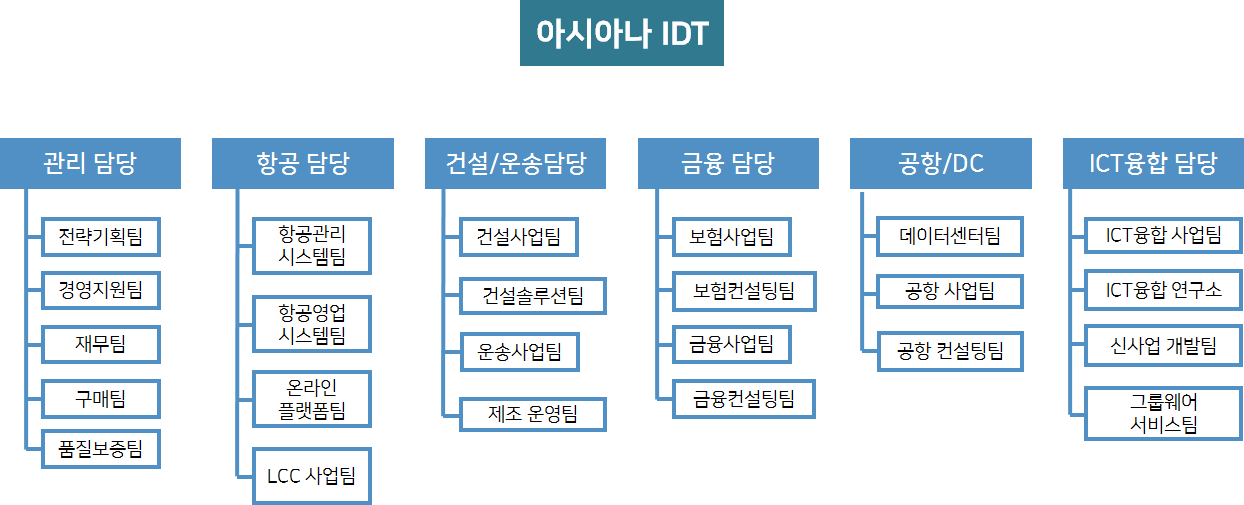 아시아나 IDT
관리 담당
전략기획팀
경영지원팀
재무팀
구매팀
품질보증팀
항공 담당
항공관리
시스템팀
항공영업
시스템팀
온라인
플랫폼팀
LCC 사업팀
건설/운송담당
건설사업팀
건설솔루션팀
운송사업팀
제조 운영팀
금융 담당
보험사업팀
보험컨설팅팀
금융사업팀
금융컨설팅팀
공항/DC
데이터센터팀
공항 사업팀
공항 컨설팅팀
ICT융합 담당
ICT융합 사업팀
ICT융합 연구소
신사업 개발팀
그룹웨어
서비스팀